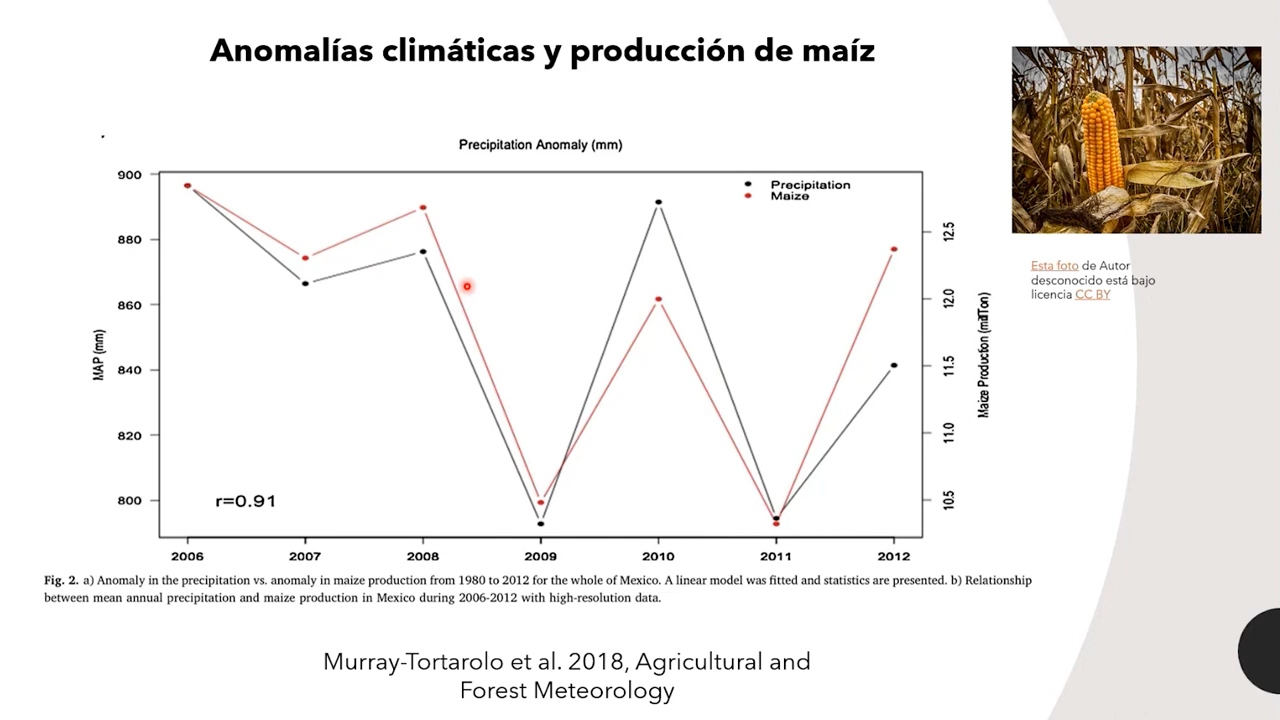 Anomalías climáticas y producción de maíz
Precipitation Anomaly (mm)
900
880
860
840
820
800
MAP (mm)
Precipitation
Maize
12.5
12.0
11.5
11.0
10.5
Maize Production (milTon)
r=0.91
2006 2007 2008 2009 2010 2011 2012
Fig. 2. a) Anomaly in the precipitation vs. anomaly in maize production from 1980 to 2012 for the whole of Mexico. A linear model was fitted and statistics are presented. b) Relationship
between mean annual precipitation and maize production in Mexico during 2006-2012 with high-resolution data.
Murray-Tortarolo et al. 2018, Agricultural and
Forest Meteorology
Esta foto de Autor
desconocido está bajo
licencia CC BY